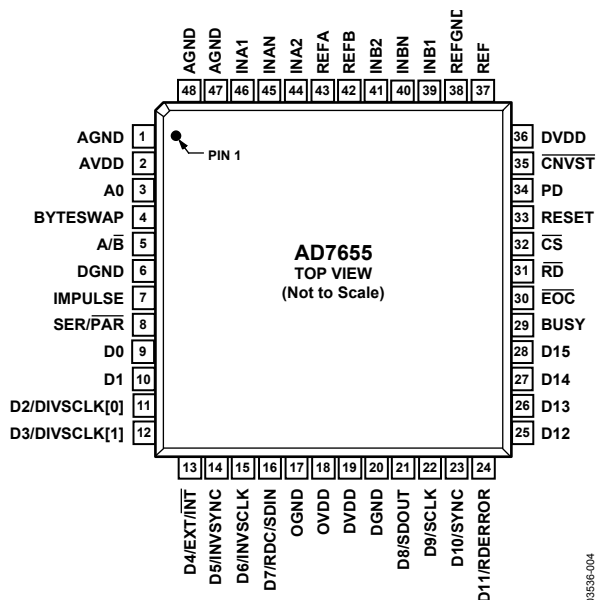 AGND
AGND
INA1
INAN
INA2
REFA
REFB
INB2
INBN
INB1
REFGND
REF
48 47 46 45 44 43 42 41 40 39 38 37
AGND 1
AVDD 2
A0 3
BYTESWAP 4
A/B̅ 5
DGND 6
IMPULSE 7
SER/P̅A̅R̅ 8
D0 9
D1 10
D2/DIVSCLK[0] 11
D3/DIVSCLK[1] 12
PIN 1
AD7655
TOP VIEW
(Not to Scale)
36 DVDD
35 C̅N̅V̅S̅T̅
34 PD
33 RESET
32 C̅S̅
31 R̅D̅
30 E̅O̅C̅
29 BUSY
28 D15
27 D14
26 D13
25 D12
13 14 15 16 17 18 19 20 21 22 23 24
D4/EXT/I̅N̅T̅
D5/INVSYNC
D6/INVSCLK
D7/RDC/SDIN
OGND
OVDD
DVDD
DGND
D8/SDOUT
D9/SCLK
D10/SYNC
D11/RDERROR
03536-004